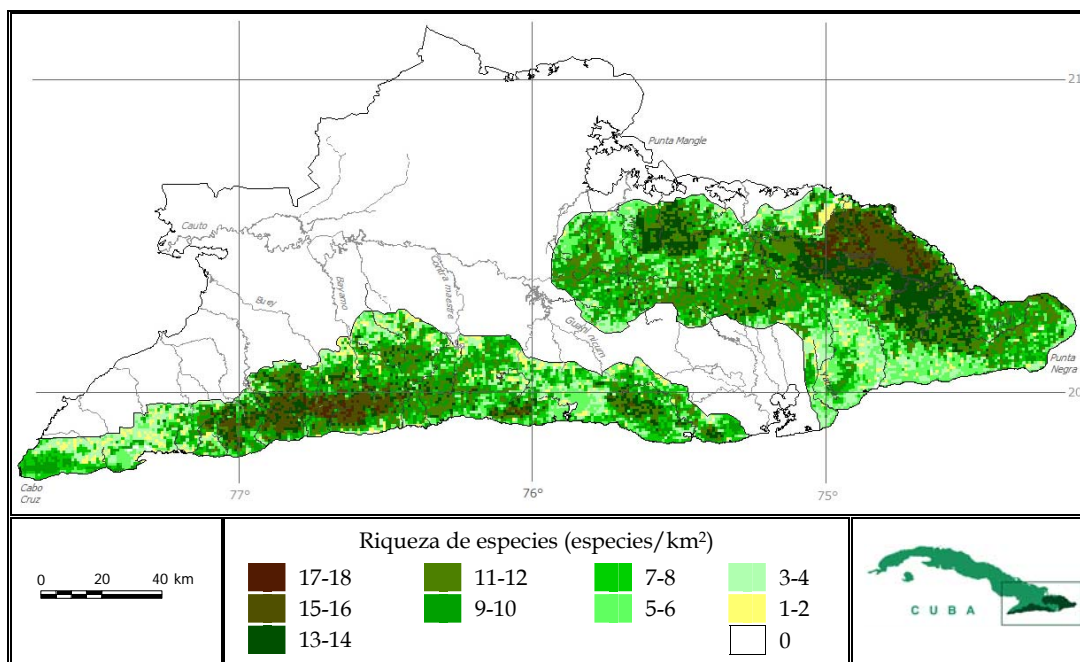 21
Punta Mangle
Cauto
Buey
Bayamo
Contra maestre
Punta
Negra
20
Cabo
Cruz
77°
76°
75°
Riqueza de especies (especies/km²)
0 20 40 km
17-18 11-12 7-8 3-4
15-16 9-10 5-6 1-2
13-14 0
CUBA